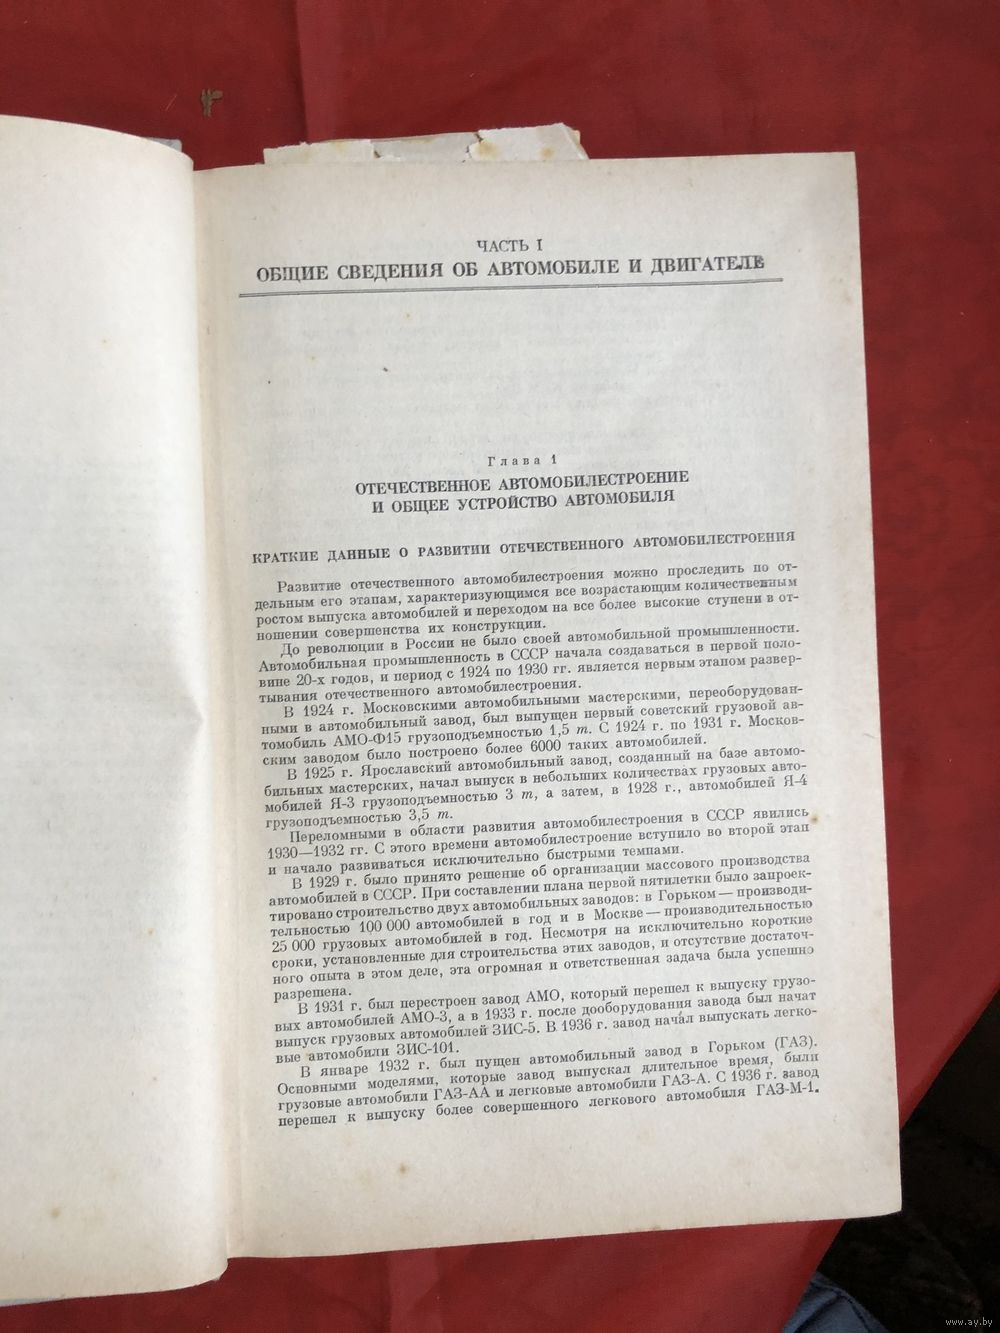 ЧАСТЬ I
ОБЩИЕ СВЕДЕНИЯ ОБ АВТОМОБИЛЕ И ДВИГАТЕЛЕ
Глава 1
ОТЕЧЕСТВЕННОЕ АВТОМОБИЛЕСТРОЕНИЕ
И ОБЩЕЕ УСТРОЙСТВО АВТОМОБИЛЯ
КРАТКИЕ ДАННЫЕ О РАЗВИТИИ ОТЕЧЕСТВЕННОГО АВТОМОБИЛЕСТРОЕНИЯ
Развитие отечественного автомобилестроения можно проследить по от-
дельным его этапам, характеризующимся все возрастающим количественным
ростом выпуска автомобилей и переходом на все более высокие ступени в от-
ношении совершенства их конструкции.
До революции в России не было своей автомобильной промышленности.
Автомобильная промышленность в СССР начала создаваться в первой поло-
вине 20-х годов, и период с 1924 по 1930 гг. является первым этапом развер-
тывания отечественного автомобилестроения.
В 1924 г. Московскими автомобильными мастерскими, переоборудован-
ными в автомобильный завод, был выпущен первый советский грузовой ав-
томобиль АМО-Ф15 грузоподъемностью 1,5 т. С 1924 г. по 1931 г. Москов-
ским заводом было построено более 6000 таких автомобилей.
В 1925 г. Ярославский автомобильный завод, созданный на базе автомо-
бильных мастерских, начал выпуск в небольших количествах грузовых авто-
мобилей Я-3 грузоподъемностью 3 т, а затем, в 1928 г., автомобилей Я-4
грузоподъемностью 3,5 т.
Переломными в области развития автомобилестроения в СССР явились
1930—1932 гг. С этого времени автомобилестроение вступило во второй этап
и начало развиваться исключительно быстрыми темпами.
В 1929 г. было принято решение об организации массового производства
автомобилей в СССР. При составлении плана первой пятилетки было запроек-
тировано строительство двух автомобильных заводов: в Горьком — производи-
тельностью 100 000 автомобилей в год и в Москве — производительностью
25 000 грузовых автомобилей в год. Несмотря на исключительно короткие
сроки, установленные для строительства этих заводов, и отсутствие достаточ-
ного опыта в этом деле, эта огромная и ответственная задача была успешно
разрешена.
В 1931 г. был перестроен завод АМО, который перешел к выпуску грузо-
вых автомобилей АМО-3, а в 1933 г. после дооборудования завода был начат
выпуск грузовых автомобилей ЗИС-5. В 1936 г. завод начал выпускать легко-
вые автомобили ЗИС-101.
В январе 1932 г. был пущен автомобильный завод в Горьком (ГАЗ).
Основными моделями, которые завод выпускал длительное время, были
грузовые автомобили ГАЗ-АА и легковые автомобили ГАЗ-А. С 1936 г. завод
перешел к выпуску более совершенного легкового автомобиля ГАЗ-М-1.
www.ay.by